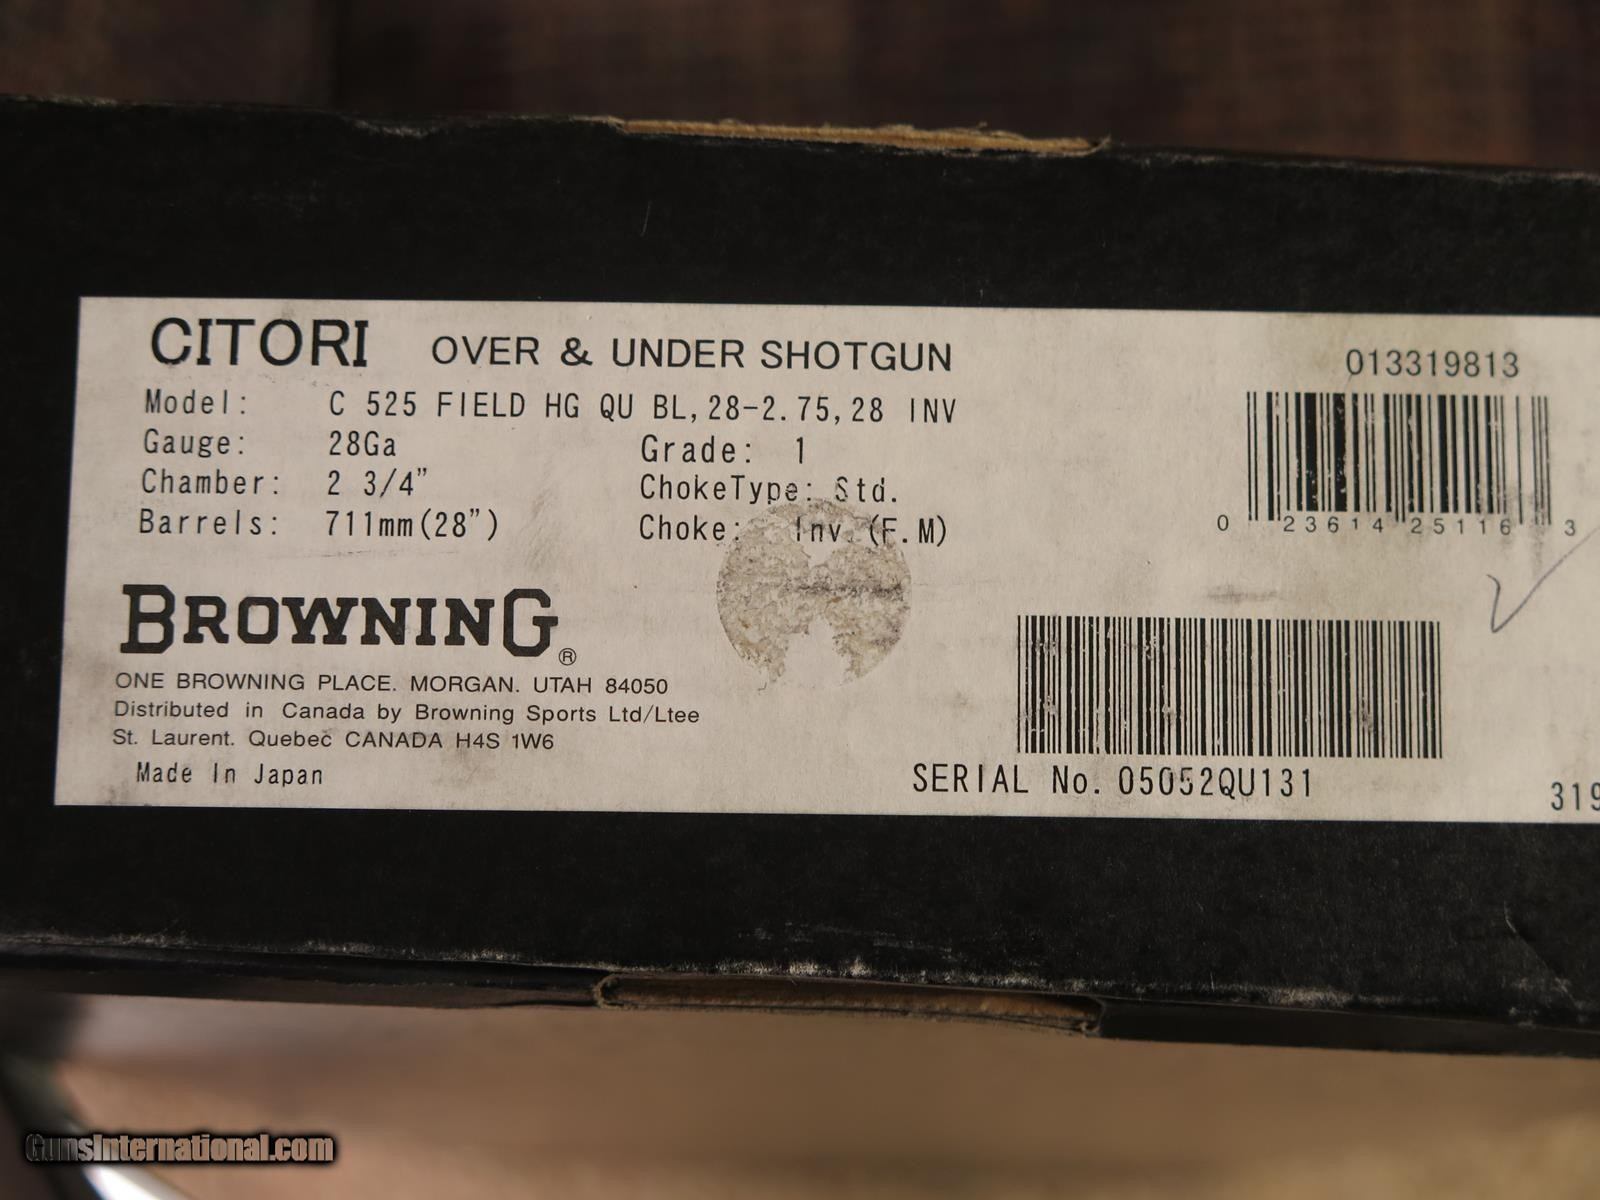 CITORI OVER & UNDER SHOTGUN
013319813
Model: C 525 FIELD HG QU BL,28-2.75,28 INV
Gauge: 28Ga Grade: 1
Chamber: 2 3/4" ChokeType: Std.
Barrels: 711mm(28") Choke: Inv.(F.M)
0 23614 25116 3
BROWNING®
ONE BROWNING PLACE. MORGAN. UTAH 84050
Distributed in Canada by Browning Sports Ltd/Ltee
St. Laurent. Quebec CANADA H4S 1W6
Made In Japan
SERIAL No. 05052QU131
319
GunsInternational.com